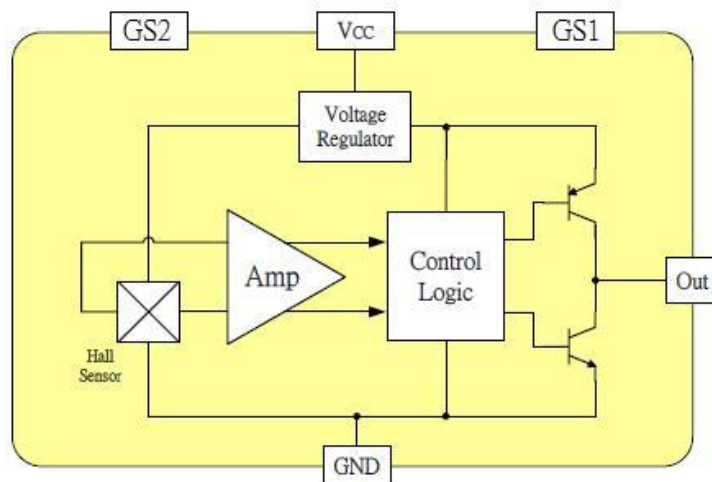 GS2
VCC
GS1
Voltage
Regulator
Amp
Control
Logic
Out
Hall
Sensor
GND